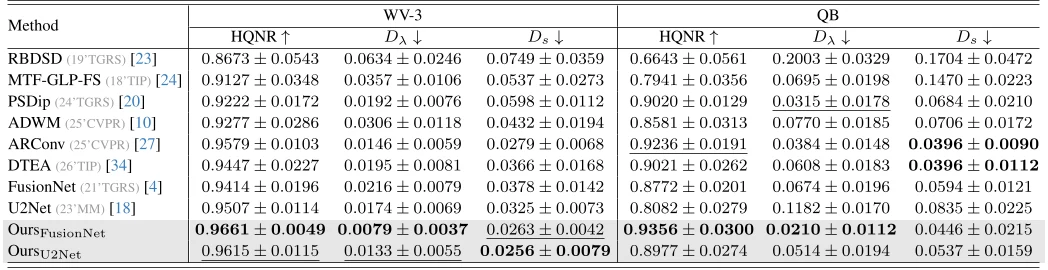 Method WV-3 QB
HQNR ↑ Dλ ↓ Ds ↓ HQNR ↑ Dλ ↓ Ds ↓
RBDSD (19'TGRS) [23] 0.8673 ± 0.0543 0.0634 ± 0.0246 0.0749 ± 0.0359 0.6643 ± 0.0561 0.2003 ± 0.0329 0.1704 ± 0.0472
MTF-GLP-FS (18'TIP) [24] 0.9127 ± 0.0348 0.0357 ± 0.0106 0.0537 ± 0.0273 0.7941 ± 0.0356 0.0695 ± 0.0198 0.1470 ± 0.0223
PSDip (24'TGRS) [20] 0.9222 ± 0.0172 0.0192 ± 0.0076 0.0598 ± 0.0112 0.9020 ± 0.0129 0.0315 ± 0.0178 0.0684 ± 0.0210
ADWM (25'CVPR) [10] 0.9277 ± 0.0286 0.0306 ± 0.0118 0.0432 ± 0.0194 0.8581 ± 0.0313 0.0770 ± 0.0185 0.0706 ± 0.0172
ARConv (25'CVPR) [27] 0.9579 ± 0.0103 0.0146 ± 0.0059 0.0279 ± 0.0068 0.9236 ± 0.0191 0.0384 ± 0.0148 0.0396 ± 0.0090
DTEA (26'TIP) [34] 0.9447 ± 0.0227 0.0195 ± 0.0081 0.0366 ± 0.0168 0.9021 ± 0.0262 0.0608 ± 0.0183 0.0396 ± 0.0112
FusionNet (21'TGRS) [4] 0.9414 ± 0.0196 0.0216 ± 0.0079 0.0378 ± 0.0142 0.8772 ± 0.0201 0.0674 ± 0.0196 0.0594 ± 0.0121
U2Net (23'MM) [18] 0.9507 ± 0.0114 0.0174 ± 0.0069 0.0325 ± 0.0073 0.8082 ± 0.0279 0.1182 ± 0.0170 0.0835 ± 0.0225
OursFusionNet 0.9661 ± 0.0049 0.0079 ± 0.0037 0.0263 ± 0.0042 0.9356 ± 0.0300 0.0210 ± 0.0112 0.0446 ± 0.0215
OursU2Net 0.9615 ± 0.0115 0.0133 ± 0.0055 0.0256 ± 0.0079 0.8977 ± 0.0274 0.0514 ± 0.0194 0.0537 ± 0.0159